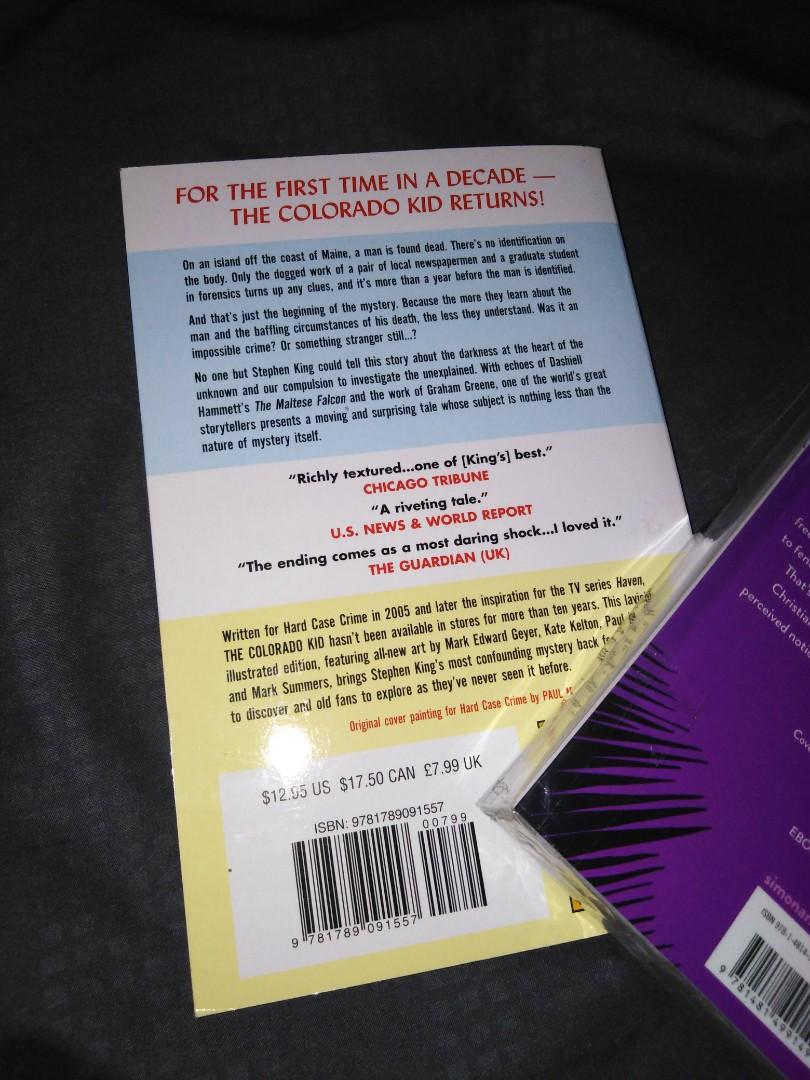 FOR THE FIRST TIME IN A DECADE —
THE COLORADO KID RETURNS!
On an island off the coast of Maine, a man is found dead. There's no identification on
the body. Only the dogged work of a pair of local newspapermen and a graduate student
in forensics turns up any clues, and it's more than a year before the man is identified.
And that's just the beginning of the mystery. Because the more they learn about the
man and the baffling circumstances of his death, the less they understand. Was it an
impossible crime? Or something stranger still...?
No one but Stephen King could tell this story about the darkness at the heart of the
unknown and our compulsion to investigate the unexplained. With echoes of Dashiell
Hammett's The Maltese Falcon and the work of Graham Greene, one of the world's great
storytellers presents a moving and surprising tale whose subject is nothing less than the
nature of mystery itself.
"Richly textured...one of [King's] best."
CHICAGO TRIBUNE
"A riveting tale."
U.S. NEWS & WORLD REPORT
"The ending comes as a most daring shock...I loved it."
THE GUARDIAN (UK)
Written for Hard Case Crime in 2005 and later the inspiration for the TV series Haven,
THE COLORADO KID hasn't been available in stores for more than ten years. This
illustrated edition, featuring all-new art by Mark Edward Geyer, Kate Kelton, Paul
and Mark Summers, brings Stephen King's most confounding mystery back
to discover and old fans to explore as they've never seen it before.
Original cover painting for Hard Case Crime by PAUL
$12.95 US $17.50 CAN £7.99 UK
ISBN: 9781789091557
00799
9 781789 091557
to
That's
Christian
perceived
ISBN 978-1-4814-